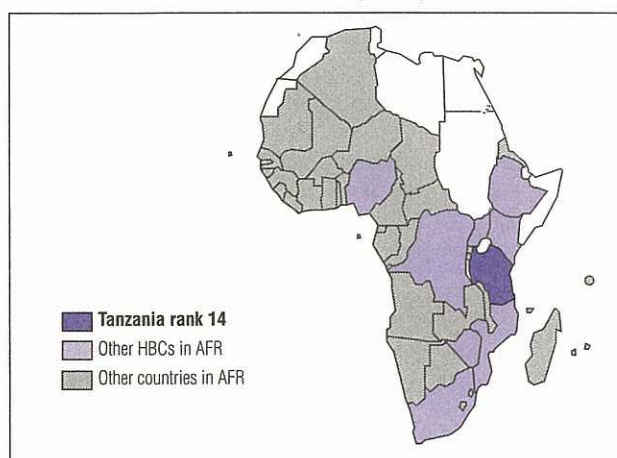 Tanzania rank 14
Other HBCs in AFR
Other countries in AFR